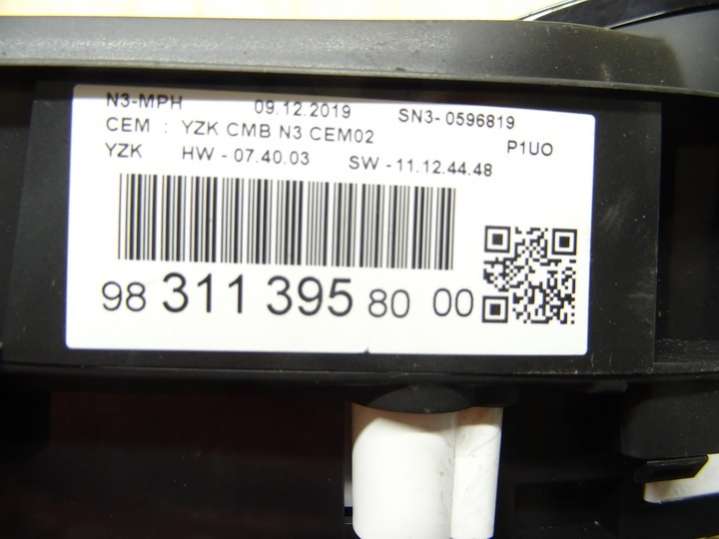 N3-MPH 09.12.2019 SN3- 0596819
CEM : YZK CMB N3 CEM02 P1UO
YZK HW - 07.40.03 SW - 11.12.44.48
98 311 395 80 00